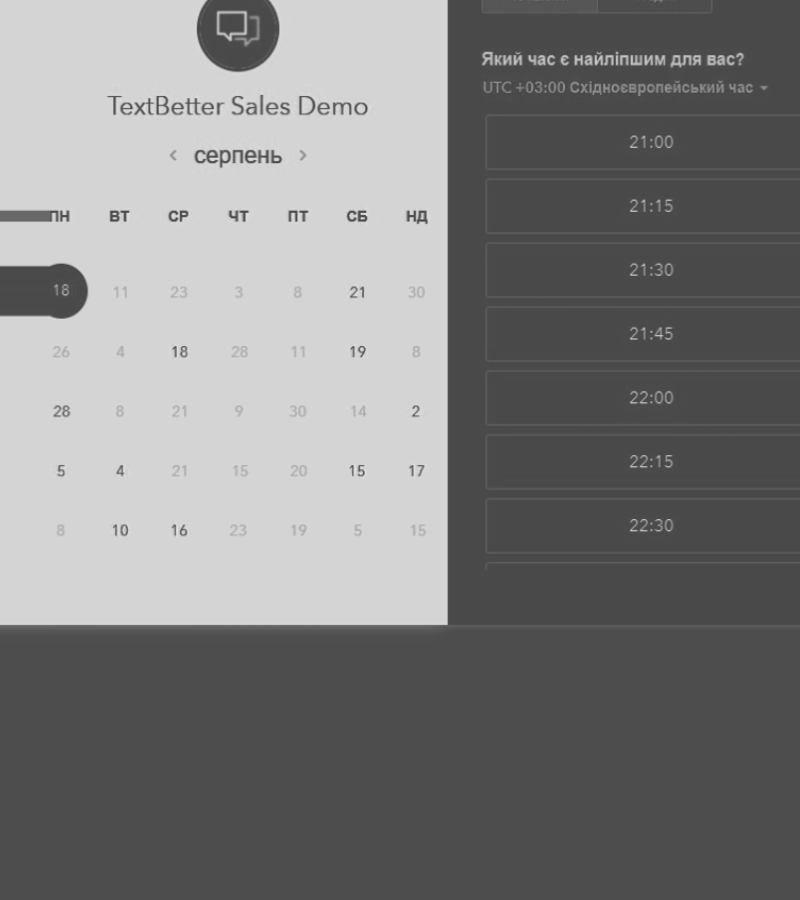 TextBetter Sales Demo
‹ серпень ›
ПН ВТ СР ЧТ ПТ СБ НД
18 11 23 3 8 21 30
26 4 18 28 11 19 8
28 8 21 9 30 14 2
5 4 21 15 20 15 17
8 10 16 23 19 5 15
Який час є найліпшим для вас?
UTC +03:00 Східноєвропейський час
21:00
21:15
21:30
21:45
22:00
22:15
22:30